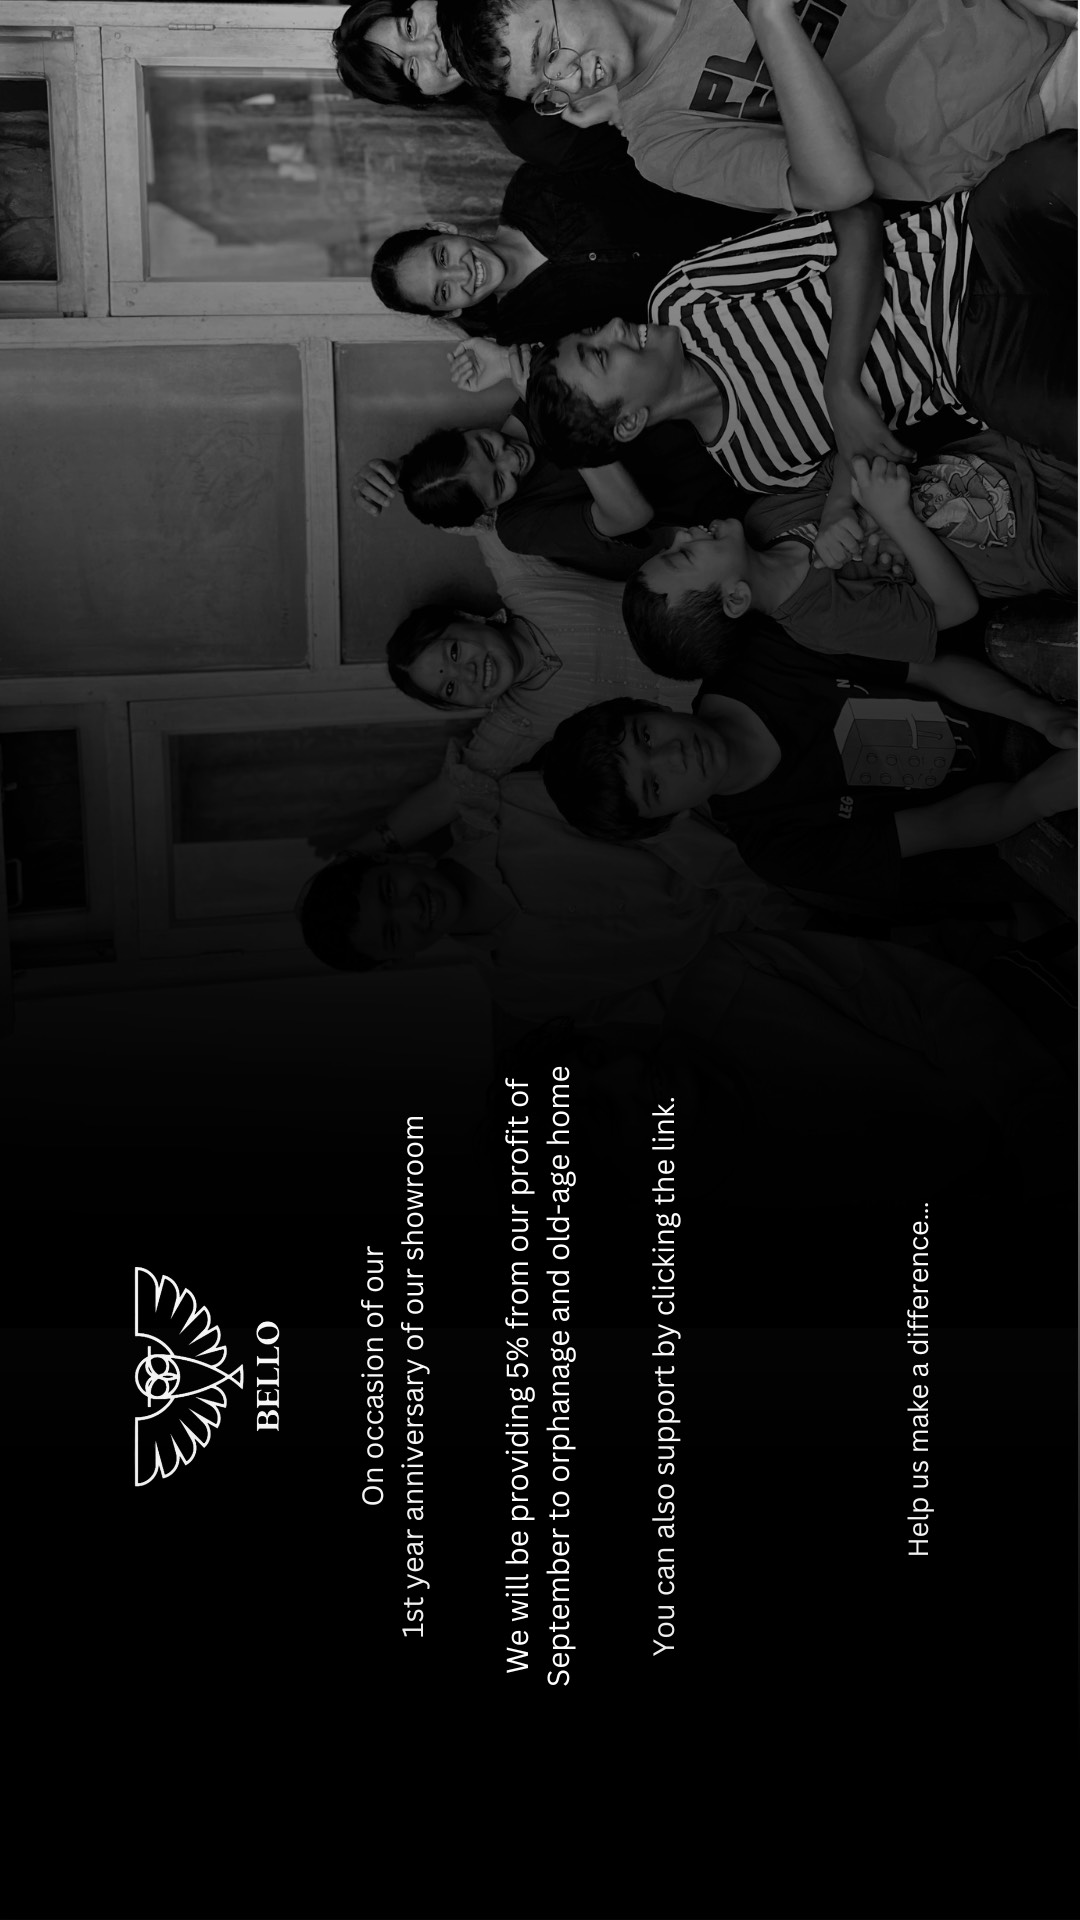 BELLO
On occasion of our
1st year anniversary of our showroom
We will be providing 5% from our profit of
September to orphanage and old-age home
You can also support by clicking the link.
Help us make a difference...
LEG
N